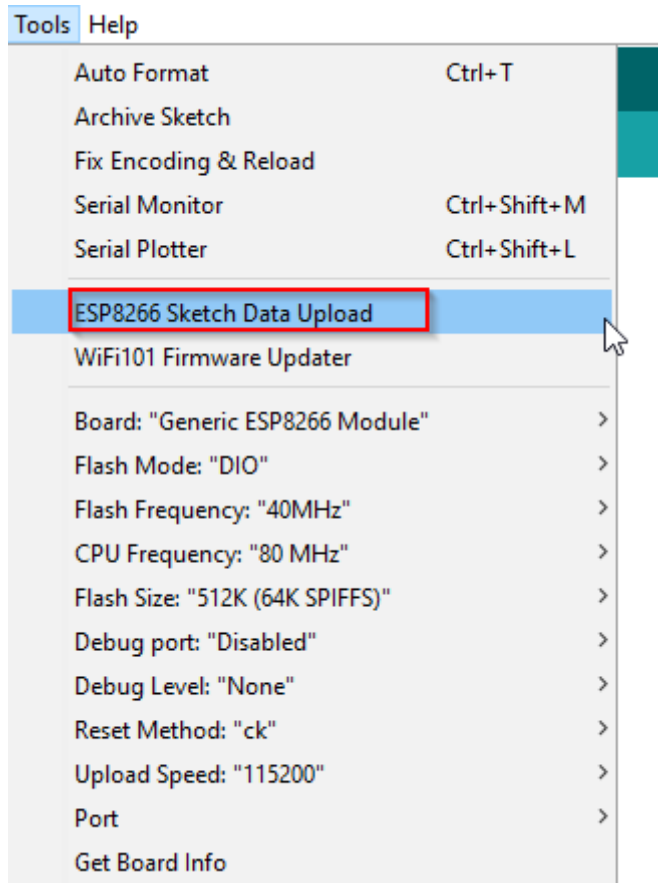 Tools Help
Auto Format Ctrl+T
Archive Sketch
Fix Encoding & Reload
Serial Monitor Ctrl+Shift+M
Serial Plotter Ctrl+Shift+L
ESP8266 Sketch Data Upload
WiFi101 Firmware Updater
Board: "Generic ESP8266 Module"
Flash Mode: "DIO"
Flash Frequency: "40MHz"
CPU Frequency: "80 MHz"
Flash Size: "512K (64K SPIFFS)"
Debug port: "Disabled"
Debug Level: "None"
Reset Method: "ck"
Upload Speed: "115200"
Port
Get Board Info